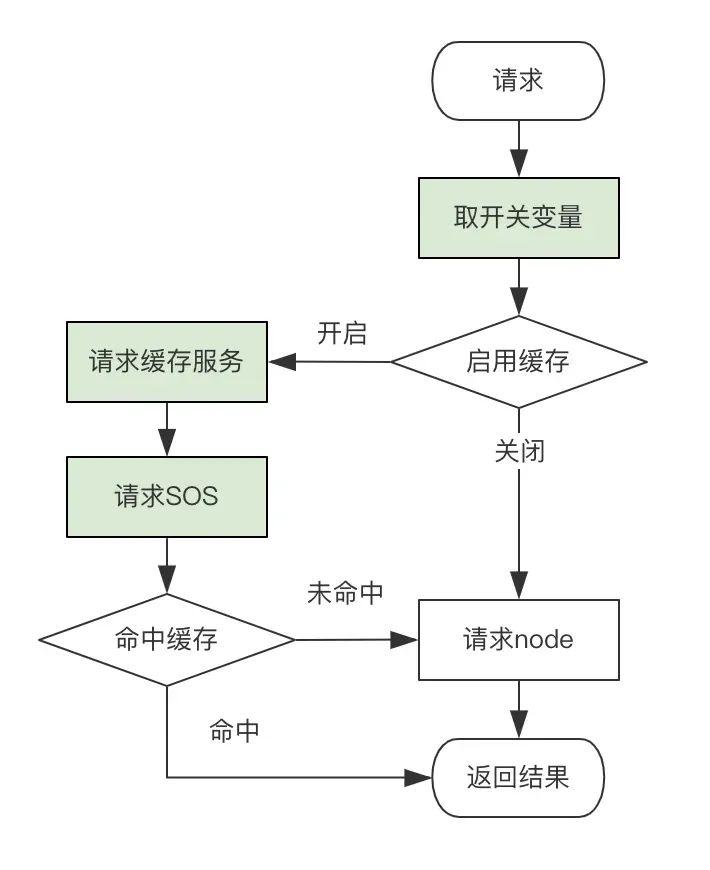 请求
取开关变量
开启
请求缓存服务
启用缓存
关闭
请求SOS
未命中
命中缓存
请求node
命中
返回结果